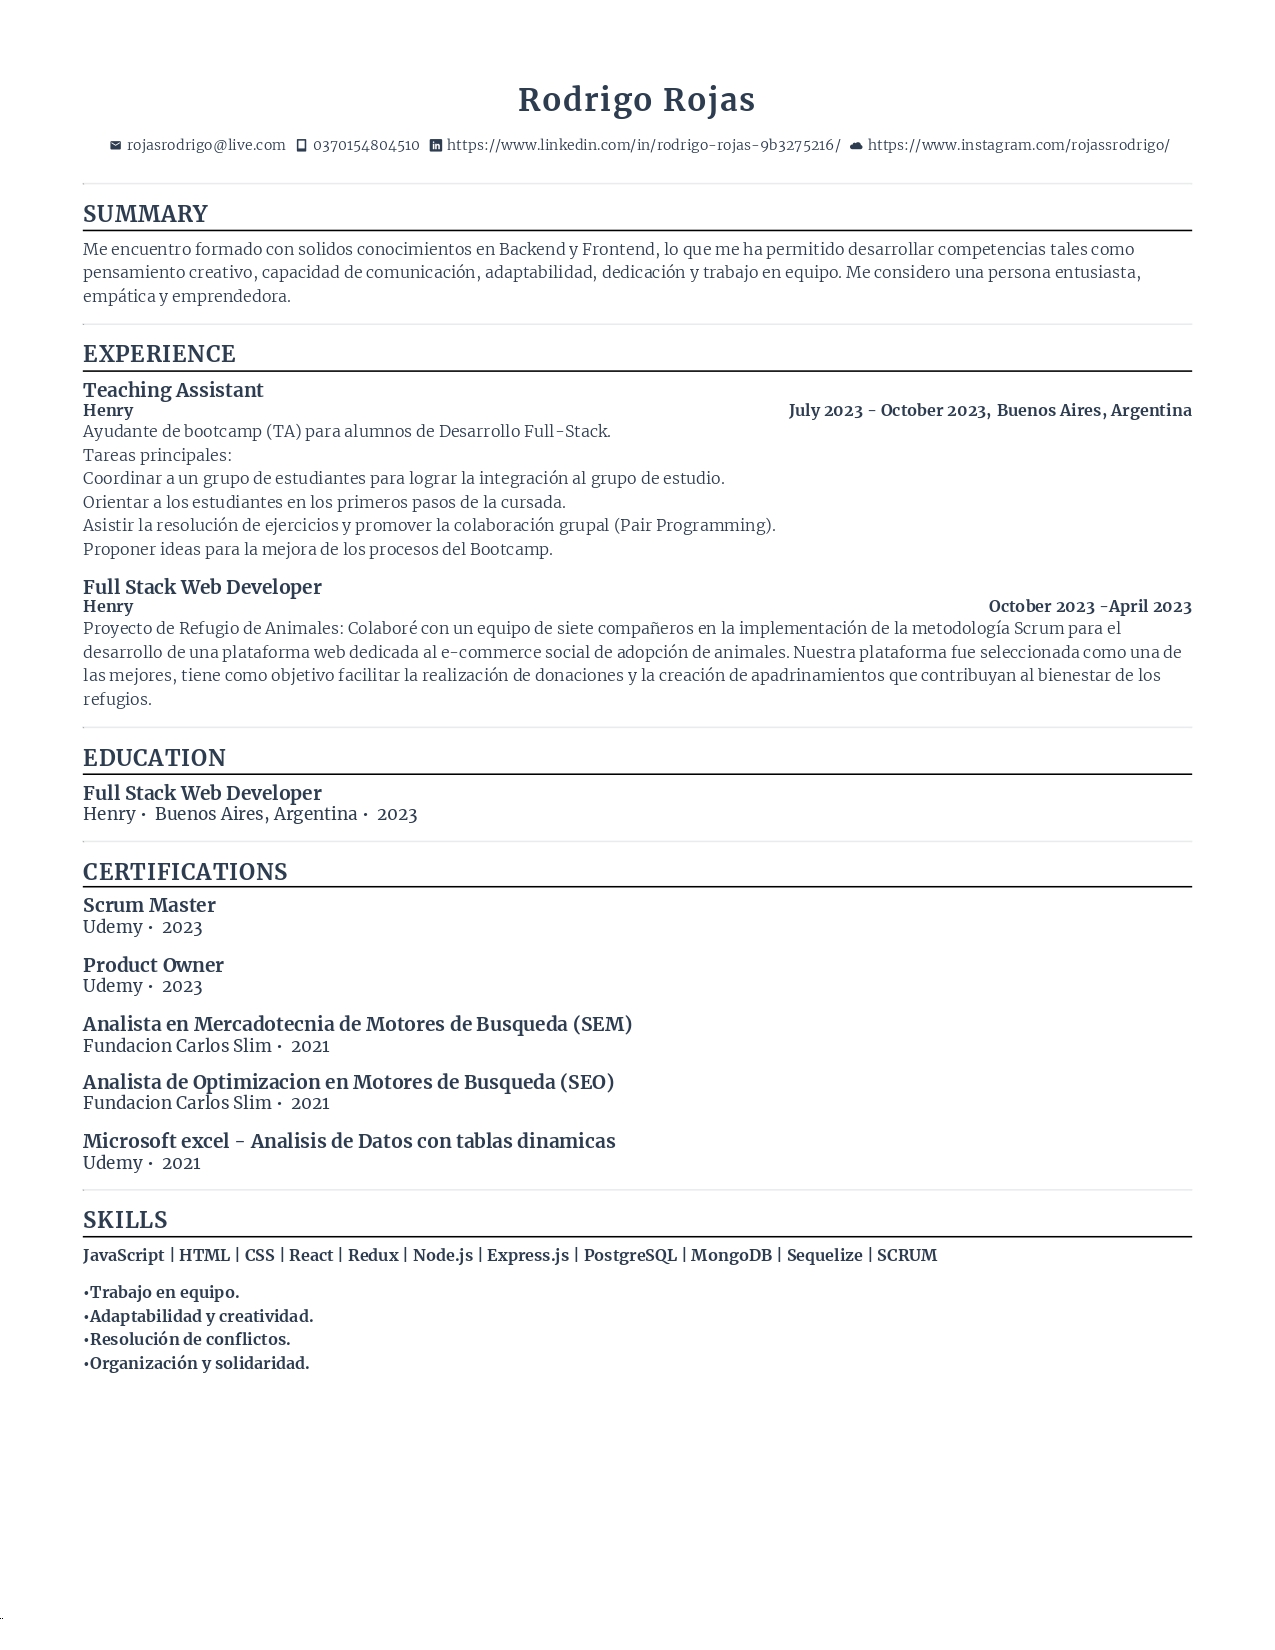 Rodrigo Rojas
rojasrodrigo@live.com 0370154804510 https://www.linkedin.com/in/rodrigo-rojas-9b3275216/ https://www.instagram.com/rojassrodrigo/
SUMMARY
Me encuentro formado con solidos conocimientos en Backend y Frontend, lo que me ha permitido desarrollar competencias tales como
pensamiento creativo, capacidad de comunicación, adaptabilidad, dedicación y trabajo en equipo. Me considero una persona entusiasta,
empática y emprendedora.
EXPERIENCE
Teaching Assistant
Henry July 2023 - October 2023, Buenos Aires, Argentina
Ayudante de bootcamp (TA) para alumnos de Desarrollo Full-Stack.
Tareas principales:
Coordinar a un grupo de estudiantes para lograr la integración al grupo de estudio.
Orientar a los estudiantes en los primeros pasos de la cursada.
Asistir la resolución de ejercicios y promover la colaboración grupal (Pair Programming).
Proponer ideas para la mejora de los procesos del Bootcamp.
Full Stack Web Developer
Henry October 2023 -April 2023
Proyecto de Refugio de Animales: Colaboré con un equipo de siete compañeros en la implementación de la metodología Scrum para el
desarrollo de una plataforma web dedicada al e-commerce social de adopción de animales. Nuestra plataforma fue seleccionada como una de
las mejores, tiene como objetivo facilitar la realización de donaciones y la creación de apadrinamientos que contribuyan al bienestar de los
refugios.
EDUCATION
Full Stack Web Developer
Henry • Buenos Aires, Argentina • 2023
CERTIFICATIONS
Scrum Master
Udemy • 2023
Product Owner
Udemy • 2023
Analista en Mercadotecnia de Motores de Busqueda (SEM)
Fundacion Carlos Slim • 2021
Analista de Optimizacion en Motores de Busqueda (SEO)
Fundacion Carlos Slim • 2021
Microsoft excel - Analisis de Datos con tablas dinamicas
Udemy • 2021
SKILLS
JavaScript | HTML | CSS | React | Redux | Node.js | Express.js | PostgreSQL | MongoDB | Sequelize | SCRUM
•Trabajo en equipo.
•Adaptabilidad y creatividad.
•Resolución de conflictos.
•Organización y solidaridad.